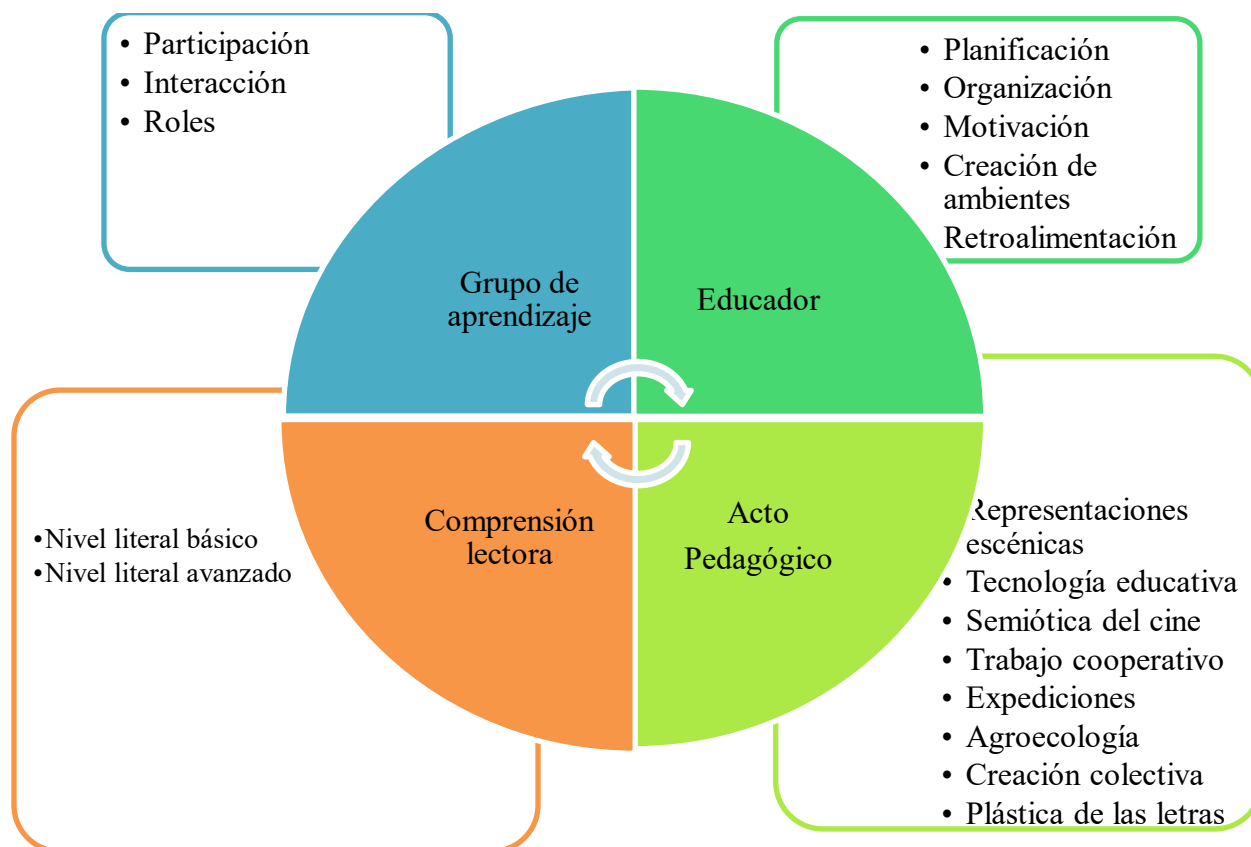 • Participación
• Interacción
• Roles
• Planificación
• Organización
• Motivación
• Creación de
ambientes
Retroalimentación
Grupo de
aprendizaje
Educador
Comprensión
lectora
Acto
Pedagógico
•Nivel literal básico
•Nivel literal avanzado
Representaciones
escénicas
• Tecnología educativa
• Semiótica del cine
• Trabajo cooperativo
• Expediciones
• Agroecología
• Creación colectiva
• Plástica de las letras